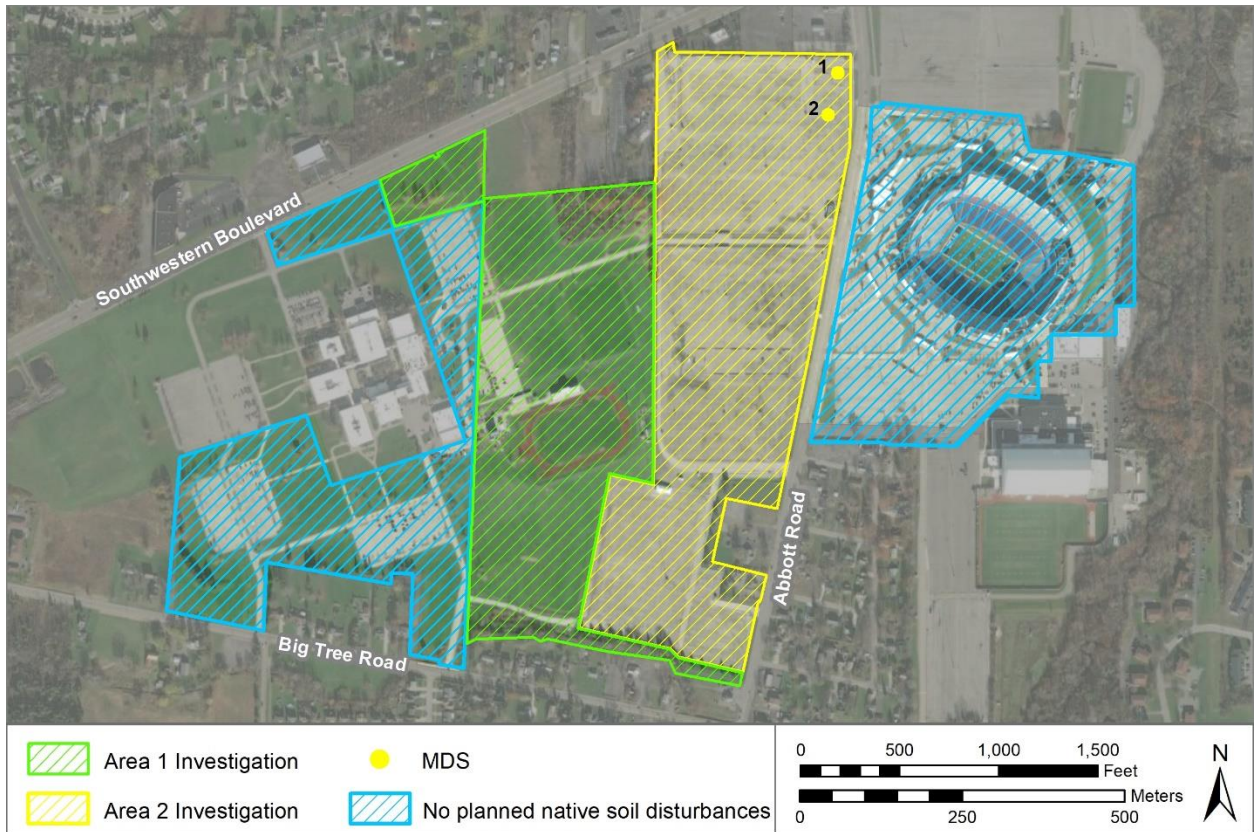 1
2
Southwestern Boulevard
Abbott Road
Big Tree Road
Area 1 Investigation
MDS
Area 2 Investigation
No planned native soil disturbances
0 500 1,000 1,500
Feet
Meters
0 250 500
N